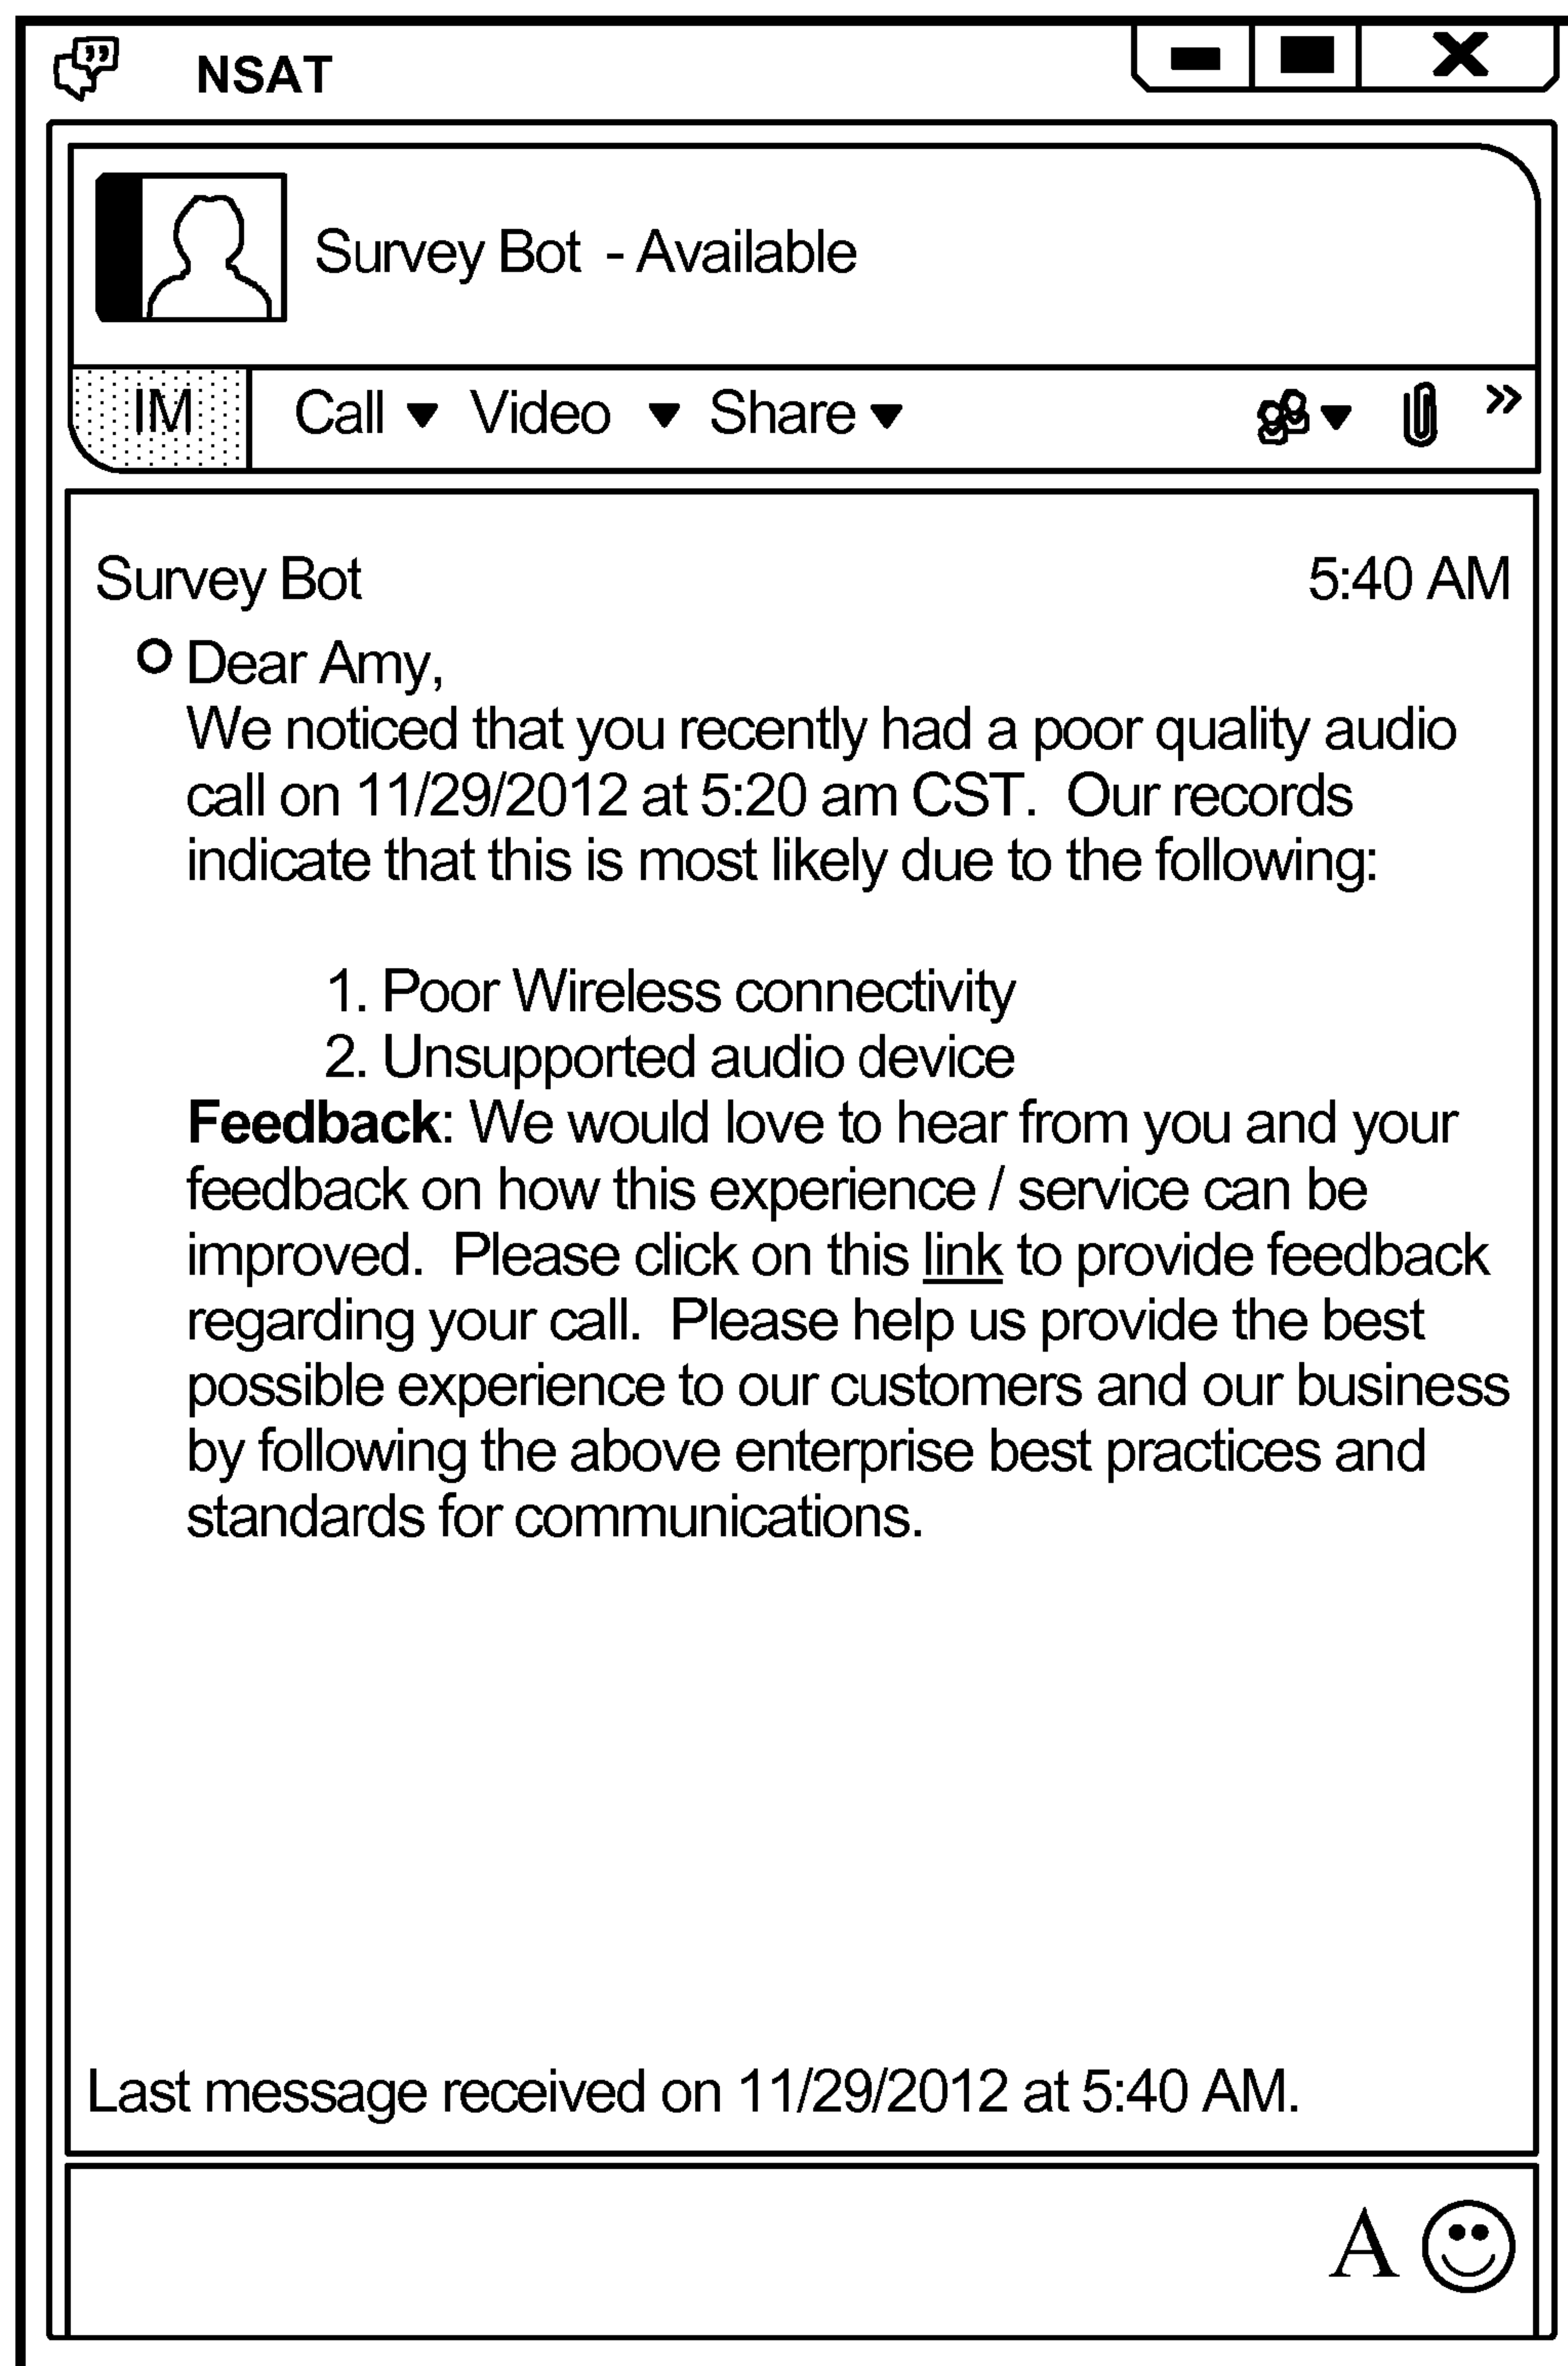 NSAT
Survey Bot - Available
IM Call Video Share »
Survey Bot 5:40 AM
Dear Amy,
We noticed that you recently had a poor quality audio
call on 11/29/2012 at 5:20 am CST. Our records
indicate that this is most likely due to the following:
1. Poor Wireless connectivity
2. Unsupported audio device
Feedback: We would love to hear from you and your
feedback on how this experience / service can be
improved. Please click on this link to provide feedback
regarding your call. Please help us provide the best
possible experience to our customers and our business
by following the above enterprise best practices and
standards for communications.
Last message received on 11/29/2012 at 5:40 AM.
A